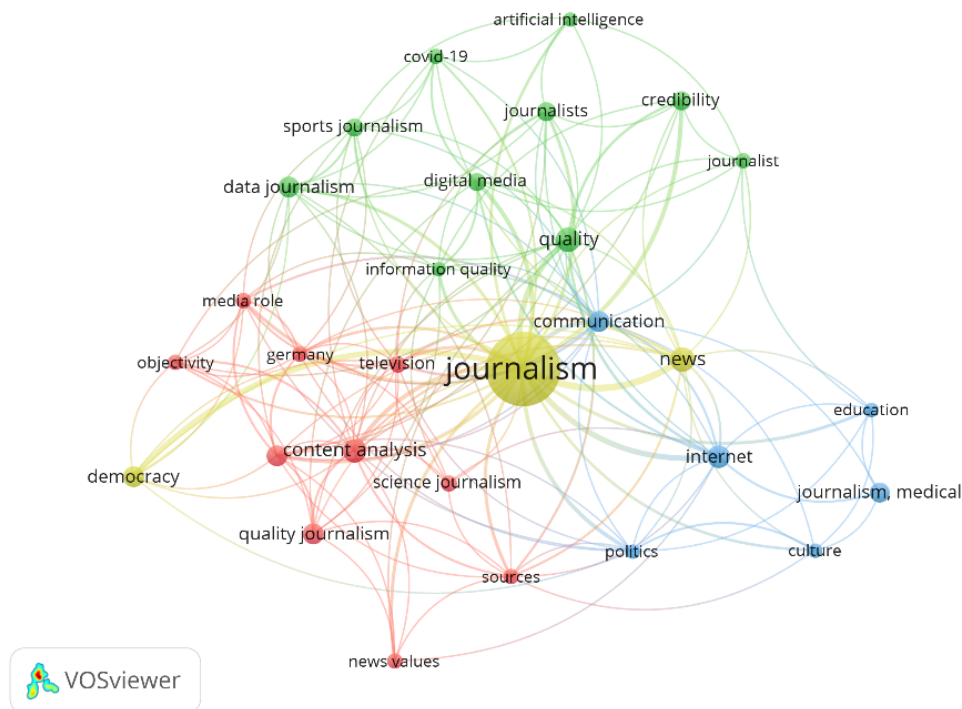 artificial intelligence
covid-19
credibility
journalists
sports journalism
journalist
digital media
data journalism
quality
information quality
media role
communication
germany
objectivity
television
news
journalism
education
content analysis
internet
democracy
science journalism
journalism, medical
quality journalism
politics
culture
sources
news values
VOSviewer